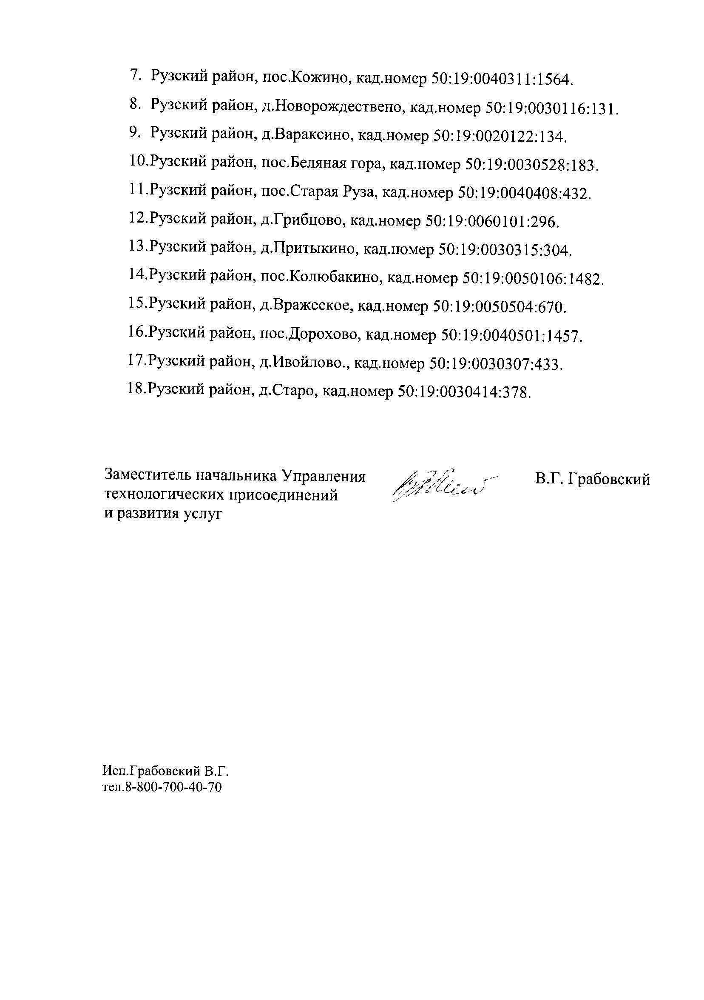 7. Рузский район, пос.Кожино, кад.номер 50:19:0040311:1564.
8. Рузский район, д.Новорождествено, кад.номер 50:19:0030116:131.
9. Рузский район, д.Вараксино, кад.номер 50:19:0020122:134.
10.Рузский район, пос.Беляная гора, кад.номер 50:19:0030528:183.
11.Рузский район, пос.Старая Руза, кад.номер 50:19:0040408:432.
12.Рузский район, д.Грибцово, кад.номер 50:19:0060101:296.
13.Рузский район, д.Притыкино, кад.номер 50:19:0030315:304.
14.Рузский район, пос.Колюбакино, кад.номер 50:19:0050106:1482.
15.Рузский район, д.Вражеское, кад.номер 50:19:0050504:670.
16.Рузский район, пос.Дорохово, кад.номер 50:19:0040501:1457.
17.Рузский район, д.Ивойлово., кад.номер 50:19:0030307:433.
18.Рузский район, д.Старо, кад.номер 50:19:0030414:378.
Заместитель начальника Управления В.Г. Грабовский
технологических присоединений
и развития услуг
Исп.Грабовский В.Г.
тел.8-800-700-40-70